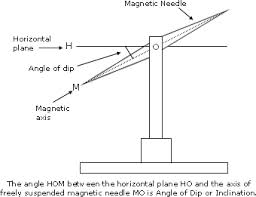 Magnetic Needle
Horizontal
plane
H
O
Angle of dip
M
Magnetic
axis
The angle HOM between the horizontal plane HO and the axis of
freely suspended magnetic needle MO is Angle of Dip or Inclination.